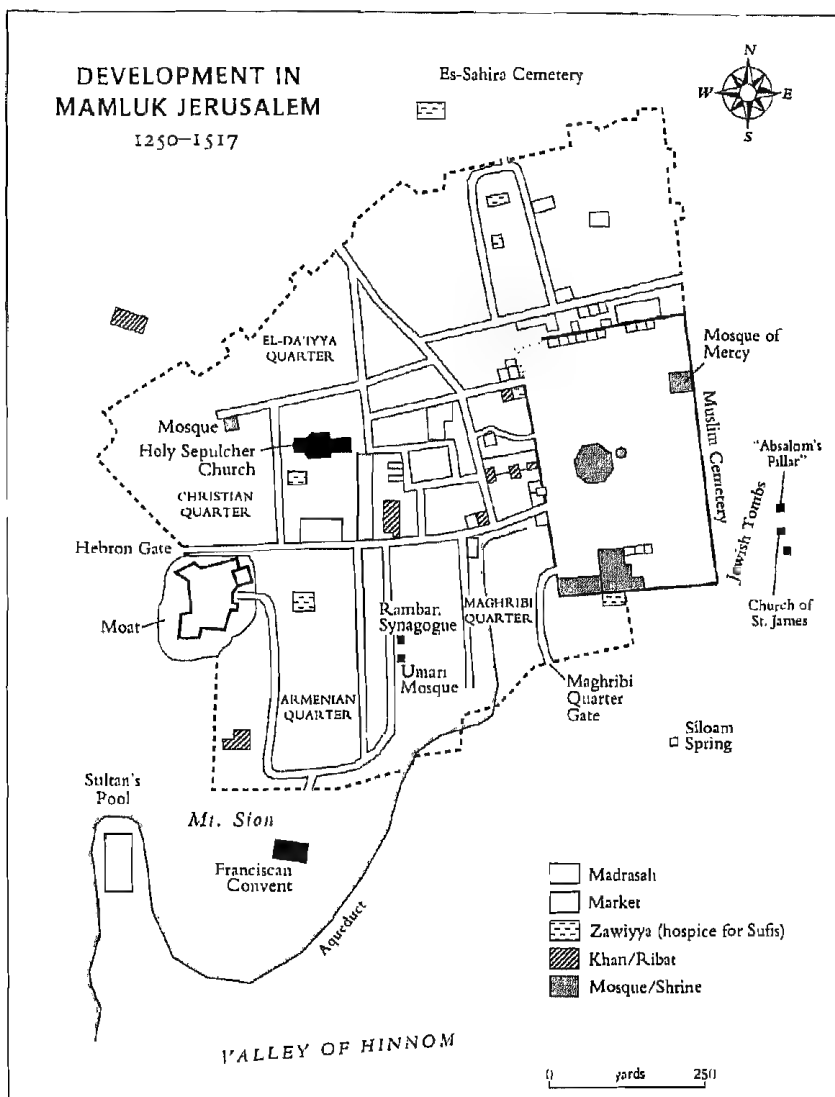 DEVELOPMENT IN
MAMLUK JERUSALEM
1250–1517
Es-Sahira Cemetery
N
W
E
S
EL-DA'IYYA
QUARTER
Mosque of
Mercy
Mosque
Holy Sepulcher
Church
CHRISTIAN
QUARTER
Muslim Cemetery
"Absalom's
Pillar"
Jewish Tombs
Church of
St. James
Hebron Gate
Moat
Ramban
Synagogue
MAGHRIBI
QUARTER
Umari
Mosque
ARMENIAN
QUARTER
Maghribi
Quarter
Gate
Siloam
Spring
Sultan's
Pool
Mt. Sion
Franciscan
Convent
Aqueduct
Madrasah
Market
Zawiyya (hospice for Sufis)
Khan/Ribat
Mosque/Shrine
VALLEY OF HINNOM
0 yards 250